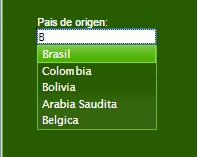 Pais de origen:
B
Brasil
Colombia
Bolivia
Arabia Saudita
Belgica